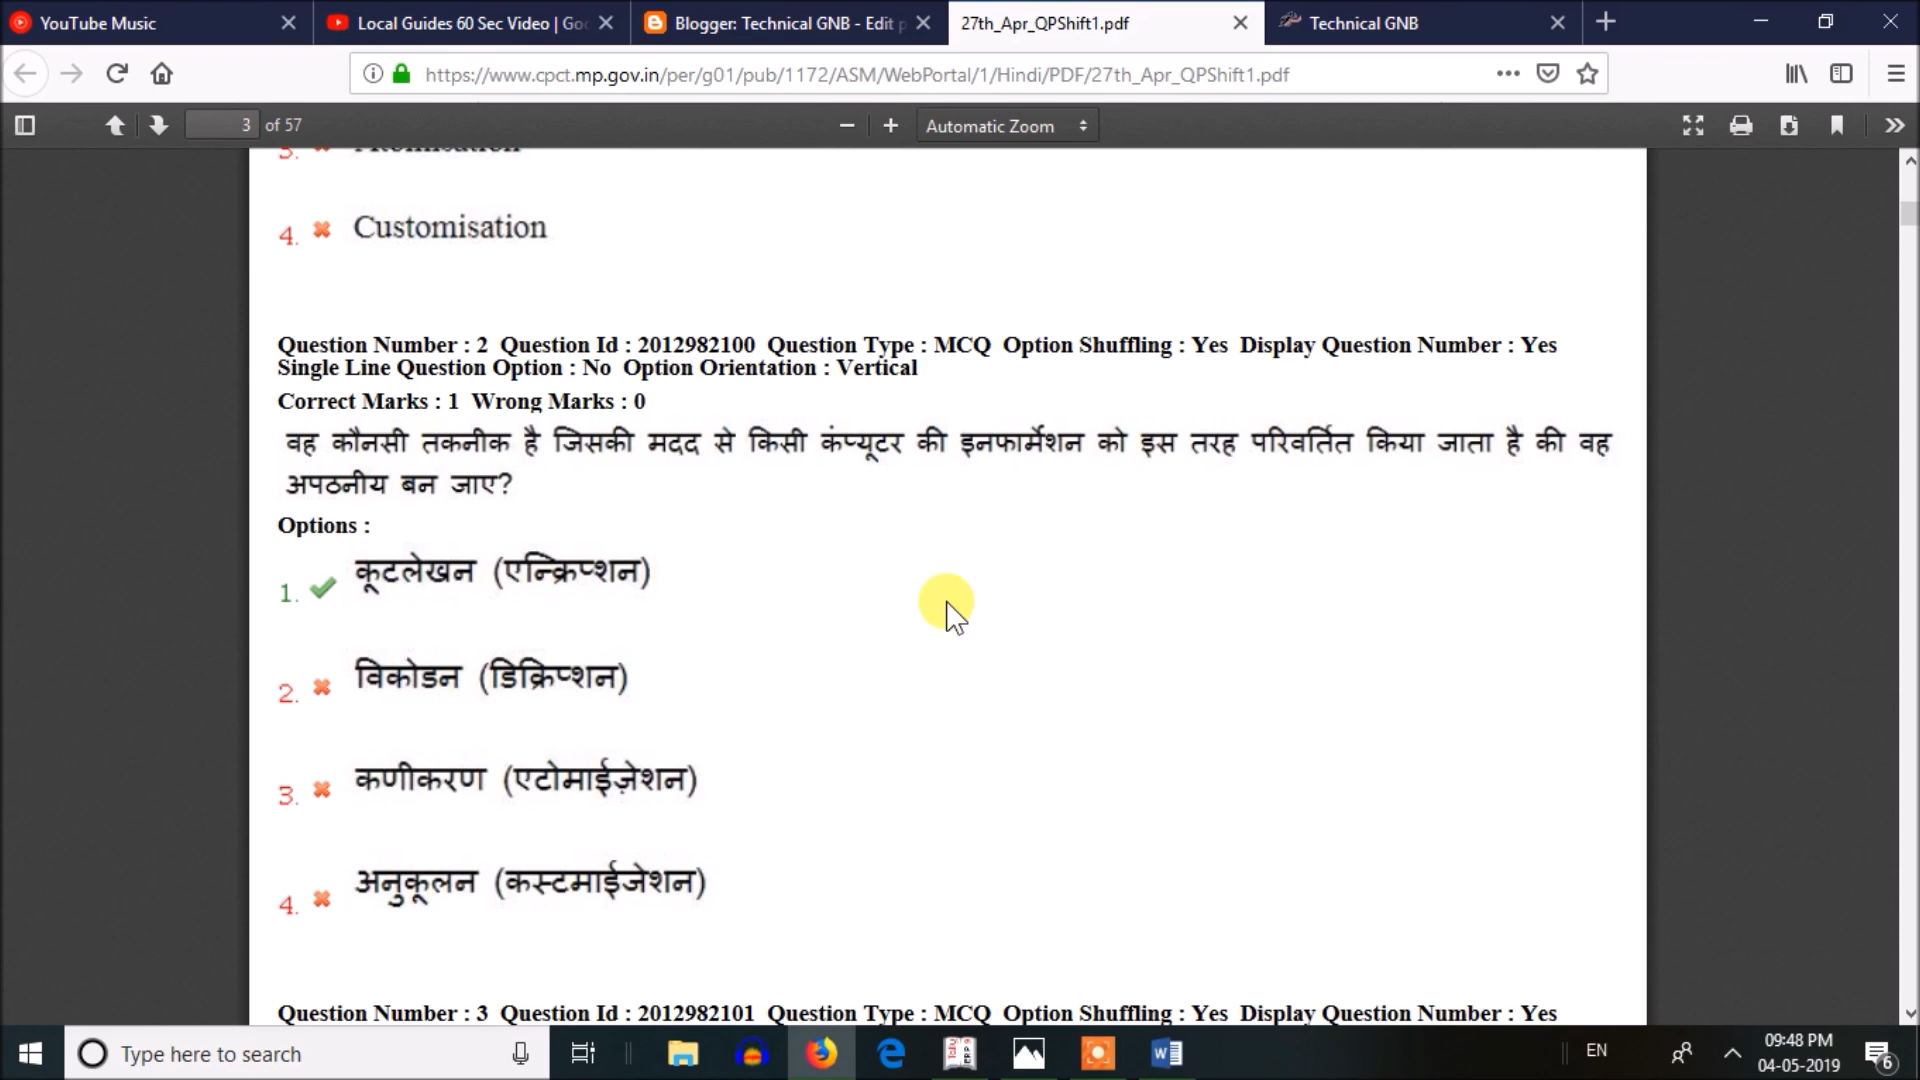 YouTube Music
Local Guides 60 Sec Video | Goo
Blogger: Technical GNB - Edit p
27th_Apr_QPShift1.pdf
Technical GNB
https://www.cpct.mp.gov.in/per/g01/pub/1172/ASM/WebPortal/1/Hindi/PDF/27th_Apr_QPShift1.pdf
3 of 57
Automatic Zoom
3.
4. Customisation
Question Number : 2 Question Id : 2012982100 Question Type : MCQ Option Shuffling : Yes Display Question Number : Yes
Single Line Question Option : No Option Orientation : Vertical
Correct Marks : 1 Wrong Marks : 0
वह कौनसी तकनीक है जिसकी मदद से किसी कंप्यूटर की इनफार्मेशन को इस तरह परिवर्तित किया जाता है की वह
अपठनीय बन जाए?
Options :
1. कूटलेखन (एन्क्रिप्शन)
2. विकोडन (डिक्रिप्शन)
3. कणीकरण (एटोमाईज़ेशन)
4. अनुकूलन (कस्टमाईजेशन)
Question Number : 3 Question Id : 2012982101 Question Type : MCQ Option Shuffling : Yes Display Question Number : Yes
Type here to search
EN
09:48 PM
04-05-2019
6